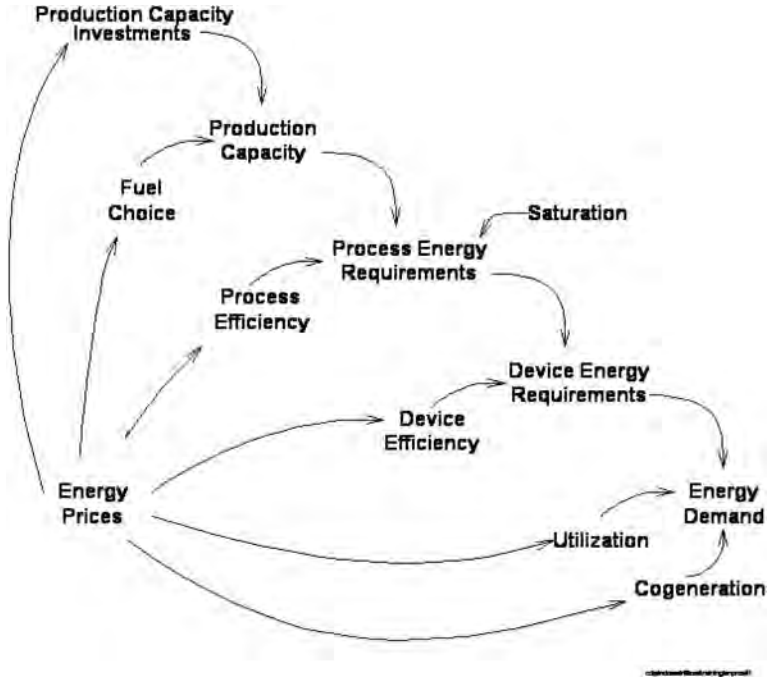 Production Capacity
Investments
Production
Capacity
Fuel
Choice
Saturation
Process Energy
Requirements
Process
Efficiency
Device Energy
Requirements
Device
Efficiency
Energy
Prices
Energy
Demand
Utilization
Cogeneration